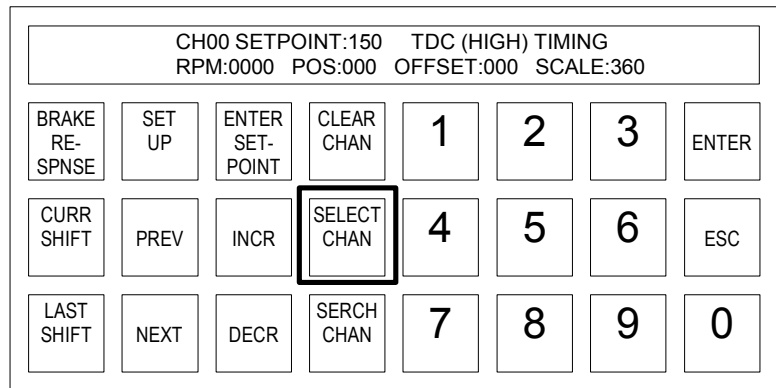 CH00 SETPOINT:150 TDC (HIGH) TIMING
RPM:0000 POS:000 OFFSET:000 SCALE:360
BRAKE
RE-
SPNSE
SET
UP
ENTER
SET-
POINT
CLEAR
CHAN
1
2
3
ENTER
CURR
SHIFT
PREV
INCR
SELECT
CHAN
4
5
6
ESC
LAST
SHIFT
NEXT
DECR
SERCH
CHAN
7
8
9
0